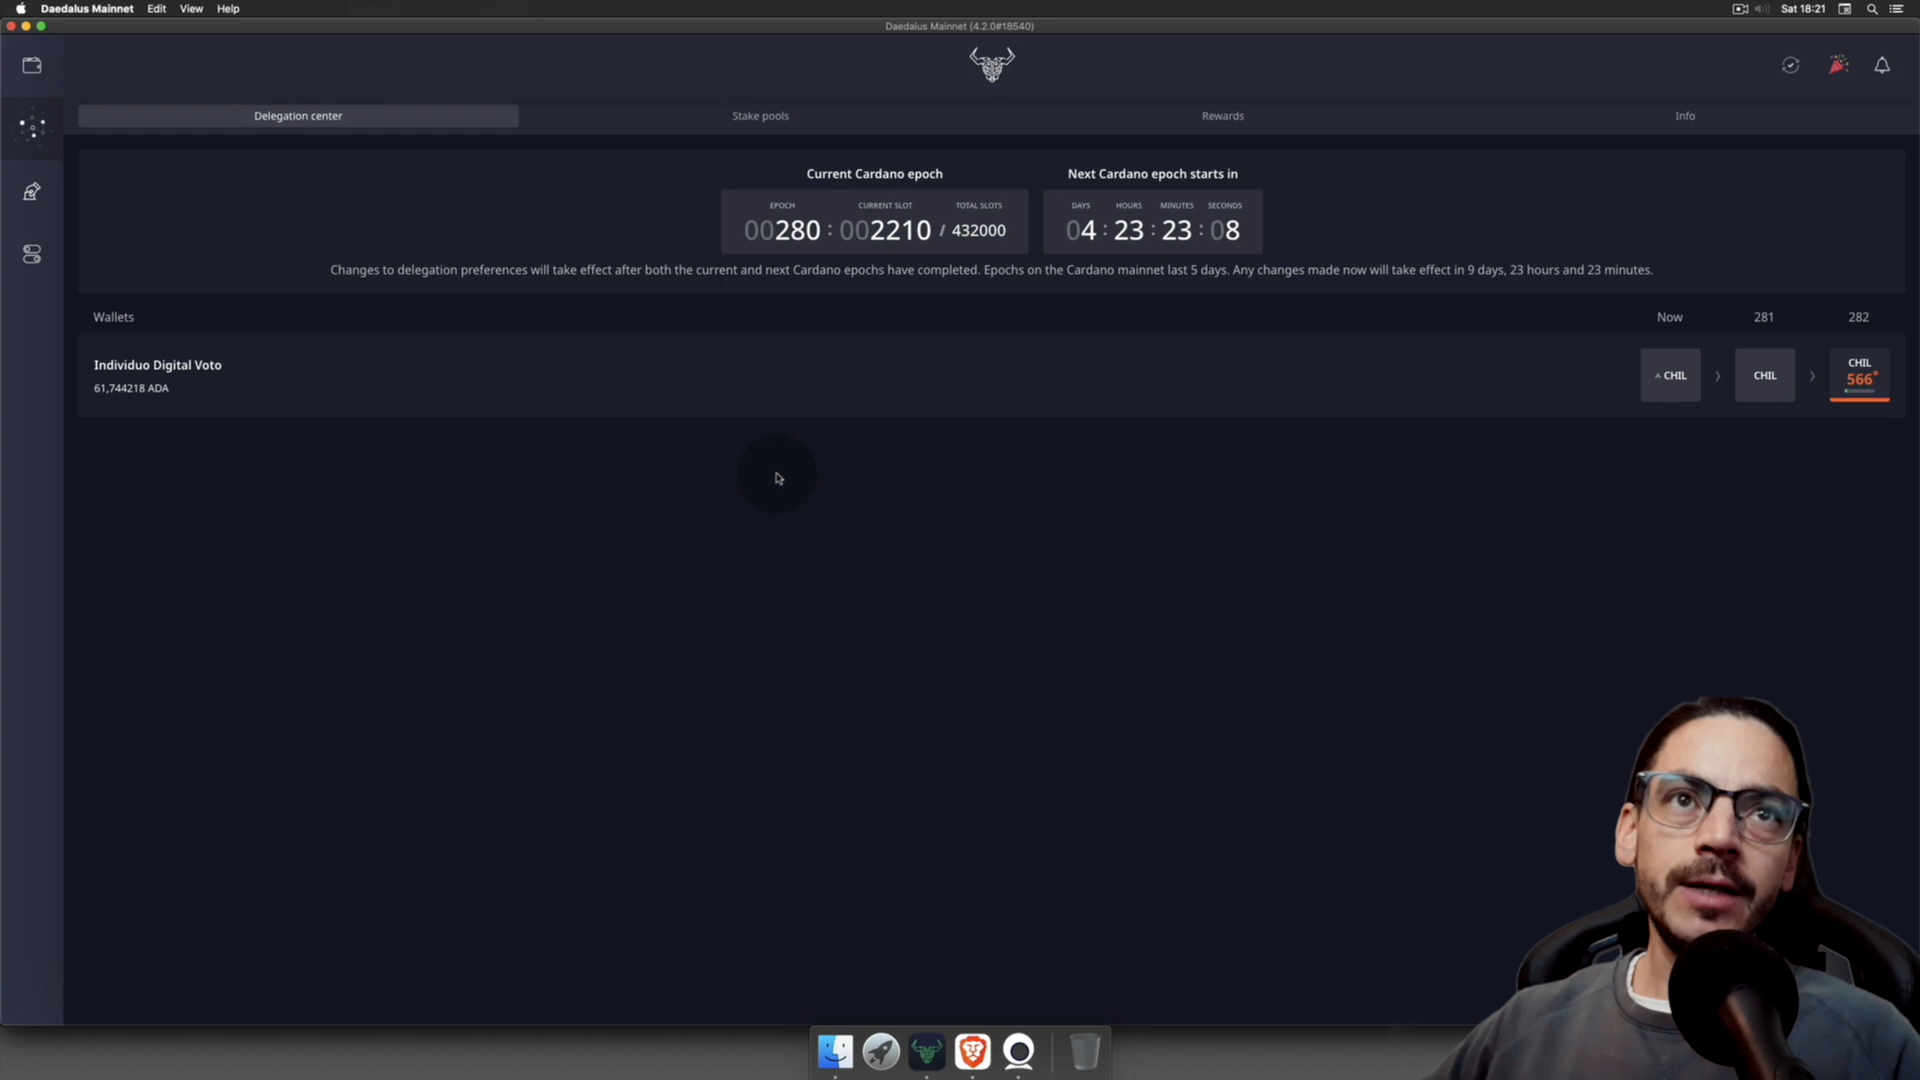 Daedalus Mainnet Edit View Help Sat 18:21
Daedalus Mainnet (4.2.0#18540)
Delegation center Stake pools Rewards Info
Current Cardano epoch Next Cardano epoch starts in
EPOCH CURRENT SLOT TOTAL SLOTS DAYS HOURS MINUTES SECONDS
00280 : 002210 / 432000 04 : 23 : 23 : 08
Changes to delegation preferences will take effect after both the current and next Cardano epochs have completed. Epochs on the Cardano mainnet last 5 days. Any changes made now will take effect in 9 days, 23 hours and 23 minutes.
Wallets Now 281 282
Individuo Digital Voto
61,744218 ADA
CHIL CHIL CHIL
566*